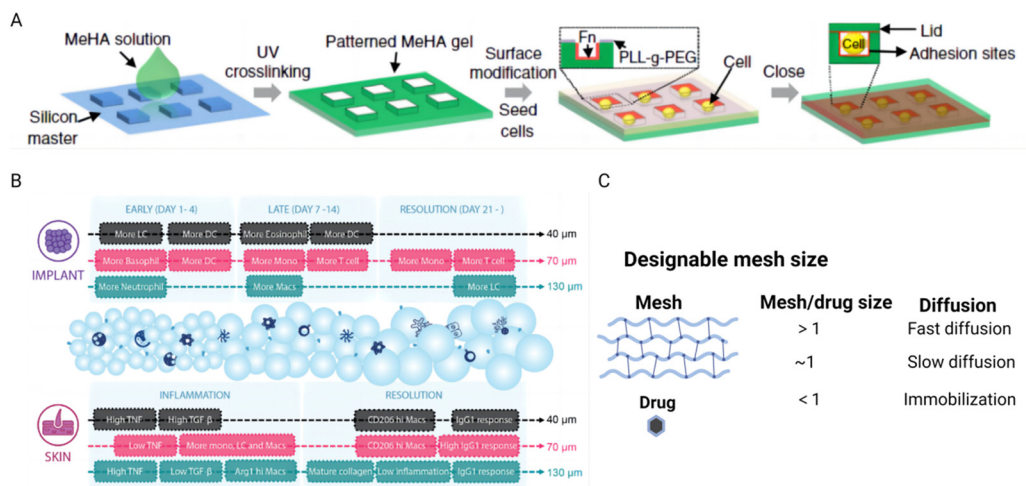 A
MeHA solution
Silicon
master
UV
crosslinking
Patterned MeHA gel
Surface
modification
Seed
cells
Fn
PLL-g-PEG
Cell
Close
Cell
Lid
Adhesion sites
B
EARLY (DAY 1- 4)
LATE (DAY 7 -14)
RESOLUTION (DAY 21 - )
More LC
More DC
More Eosinophil
More DC
40 µm
IMPLANT
More Basophil
More DC
More Mono
More T cell
More Mono
More T cell
70 µm
More Neutrophil
More Macs
More LC
130 µm
INFLAMMATION
RESOLUTION
High TNF
High TGF β
CD206 hi Macs
IgG1 response
40 µm
SKIN
Low TNF
More mono, LC and Macs
CD206 hi Macs
High IgG1 response
70 µm
High TNF
Low TGF β
Arg1 hi Macs
Mature collagen
Low inflammation
IgG1 response
130 µm
C
Designable mesh size
Mesh
Mesh/drug size
Diffusion
> 1
Fast diffusion
~1
Slow diffusion
Drug
< 1
Immobilization